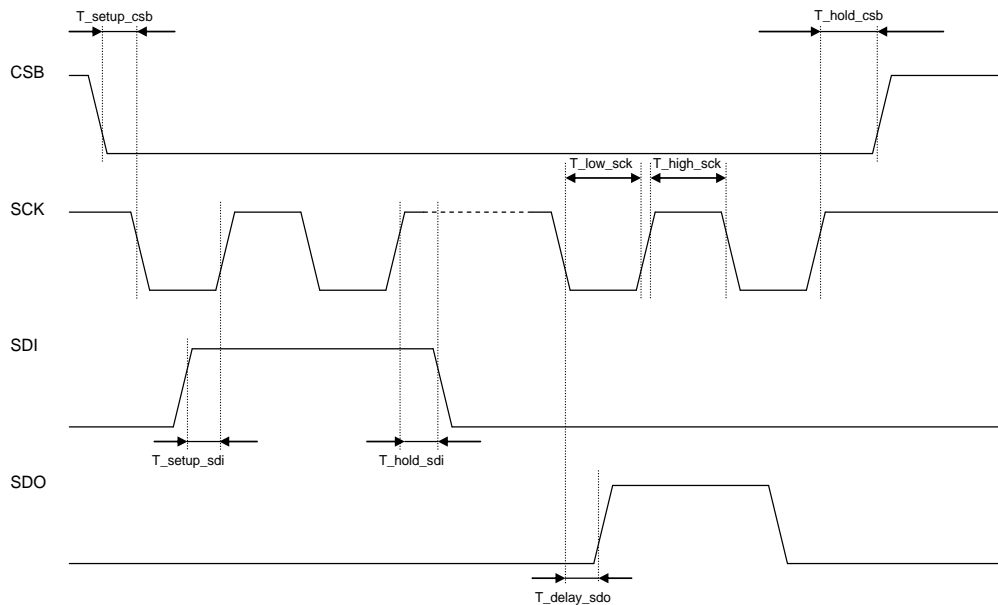 T_setup_csb
T_hold_csb
CSB
T_low_sck
T_high_sck
SCK
SDI
T_setup_sdi
T_hold_sdi
SDO
T_delay_sdo